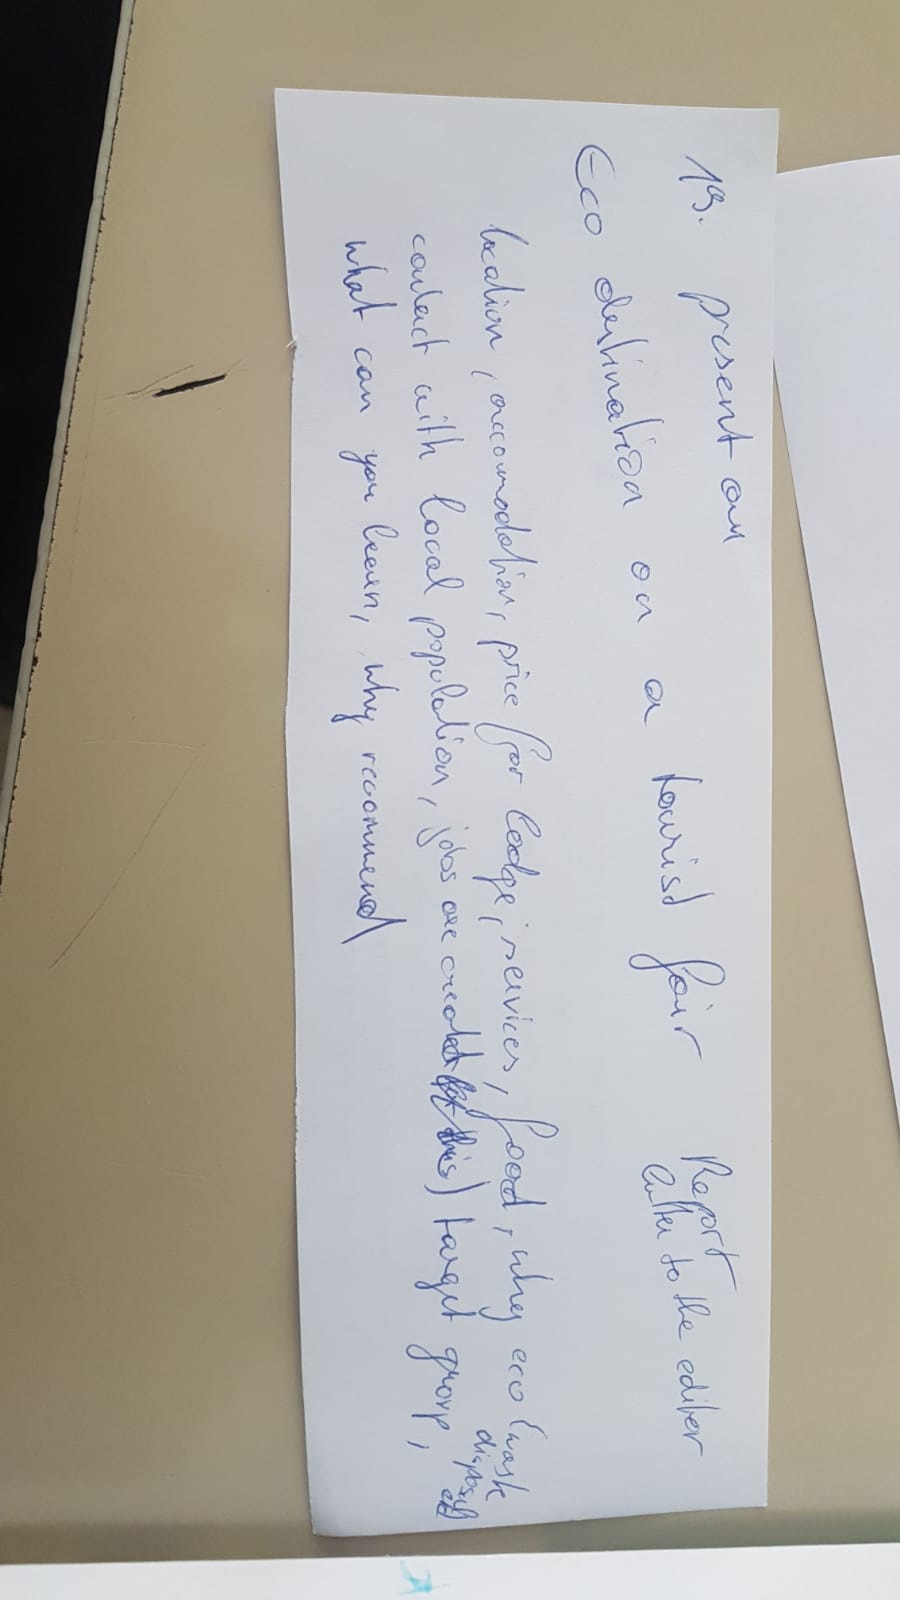 19. present an
Eco destination on a tourist fair
Report
letter to the editor
location, accomodation, price for lodge, services, food, why eco (waste
disposal
contact with local population, jobs are created) target group,
what can you learn, why recommend